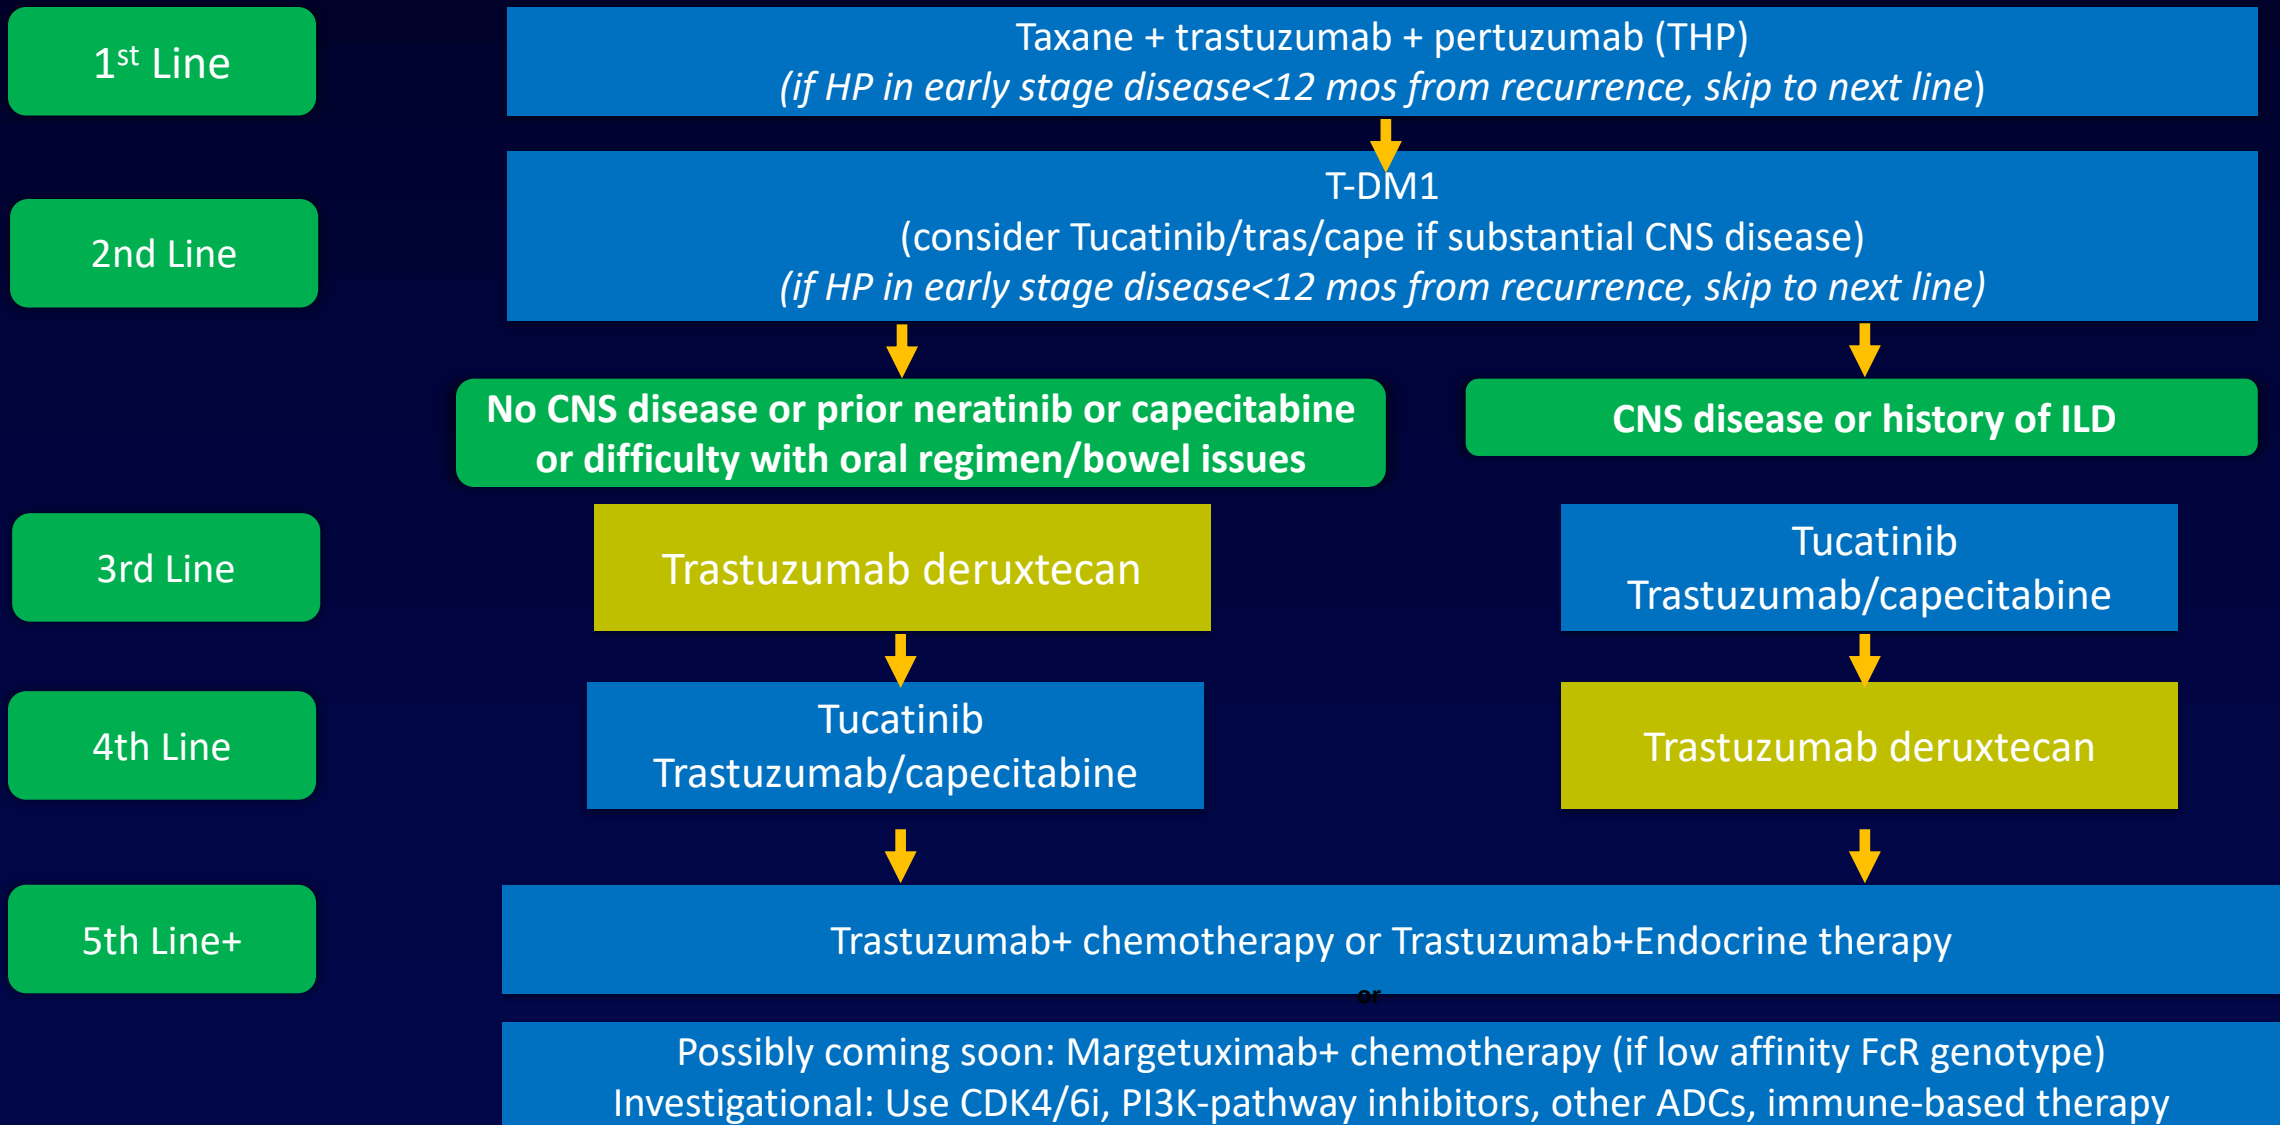 1st Line
Taxane + trastuzumab + pertuzumab (THP)
(if HP in early stage disease<12 mos from recurrence, skip to next line)
2nd Line
T-DM1
(consider Tucatinib/tras/cape if substantial CNS disease)
(if HP in early stage disease<12 mos from recurrence, skip to next line)
No CNS disease or prior neratinib or capecitabine
or difficulty with oral regimen/bowel issues
CNS disease or history of ILD
3rd Line
Trastuzumab deruxtecan
Tucatinib
Trastuzumab/capecitabine
4th Line
Tucatinib
Trastuzumab/capecitabine
Trastuzumab deruxtecan
5th Line+
Trastuzumab+ chemotherapy or Trastuzumab+Endocrine therapy
or
Possibly coming soon: Margetuximab+ chemotherapy (if low affinity FcR genotype)
Investigational: Use CDK4/6i, PI3K-pathway inhibitors, other ADCs, immune-based therapy